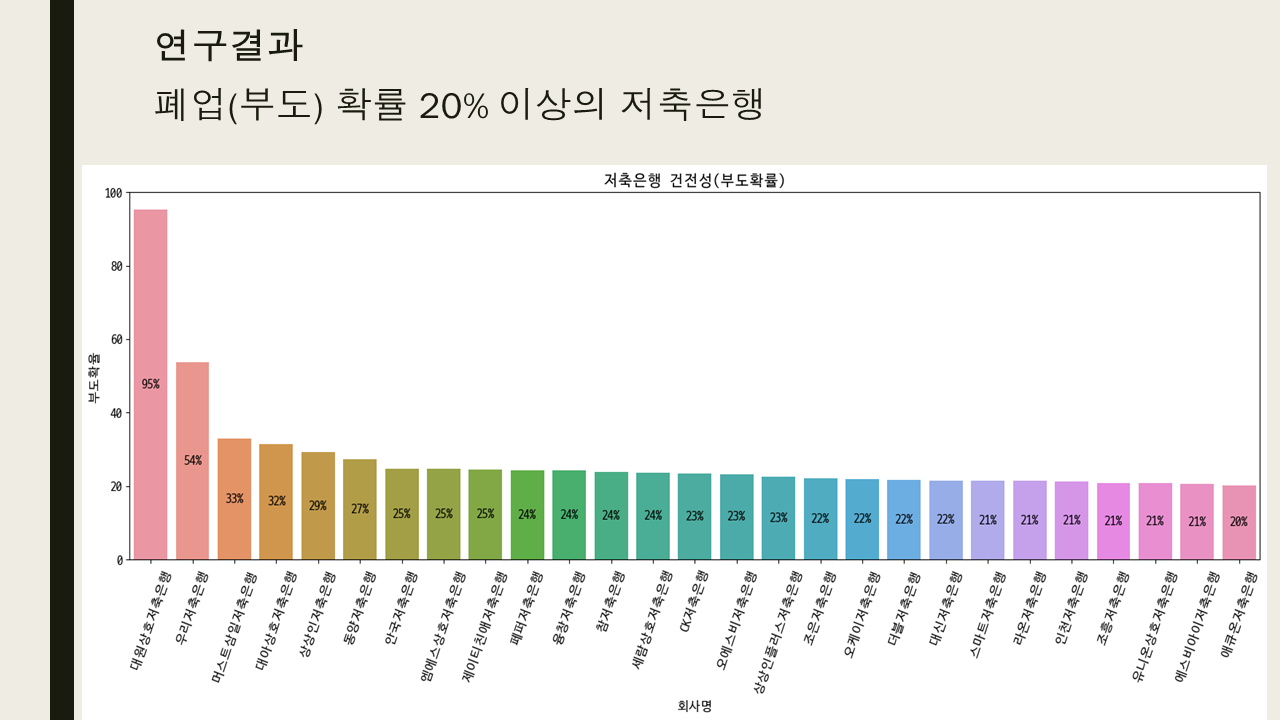 연구결과
폐업(부도) 확률 20% 이상의 저축은행
저축은행 건전성(부도확률)
부도확율
100
80
60
40
20
0
95%
54%
33%
32%
29%
27%
25%
25%
25%
24%
24%
24%
24%
23%
23%
23%
22%
22%
22%
22%
21%
21%
21%
21%
21%
21%
20%
대원상호저축은행
우리저축은행
머스트삼일저축은행
대아상호저축은행
상상인저축은행
동양저축은행
안국저축은행
엠에스상호저축은행
제이티친애저축은행
페퍼저축은행
융창저축은행
참저축은행
세람상호저축은행
CK저축은행
오에스비저축은행
상상인플러스저축은행
조은저축은행
오케이저축은행
더블저축은행
대신저축은행
스마트저축은행
라온저축은행
인천저축은행
조흥저축은행
유니온상호저축은행
에스비아이저축은행
애큐온저축은행
회사명